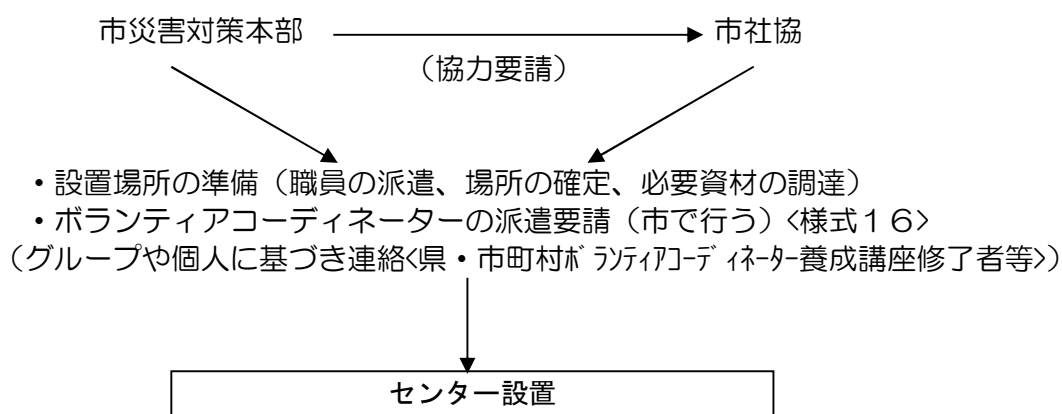 市災害対策本部
市社協
（協力要請）
・設置場所の準備（職員の派遣、場所の確定、必要資材の調達）
・ボランティアコーディネーターの派遣要請（市で行う）<様式１６>
（グループや個人に基づき連絡<県・市町村ﾎﾞﾗﾝﾃｨｱｺｰﾃﾞｨﾈｰﾀｰ養成講座修了者等>）
センター設置